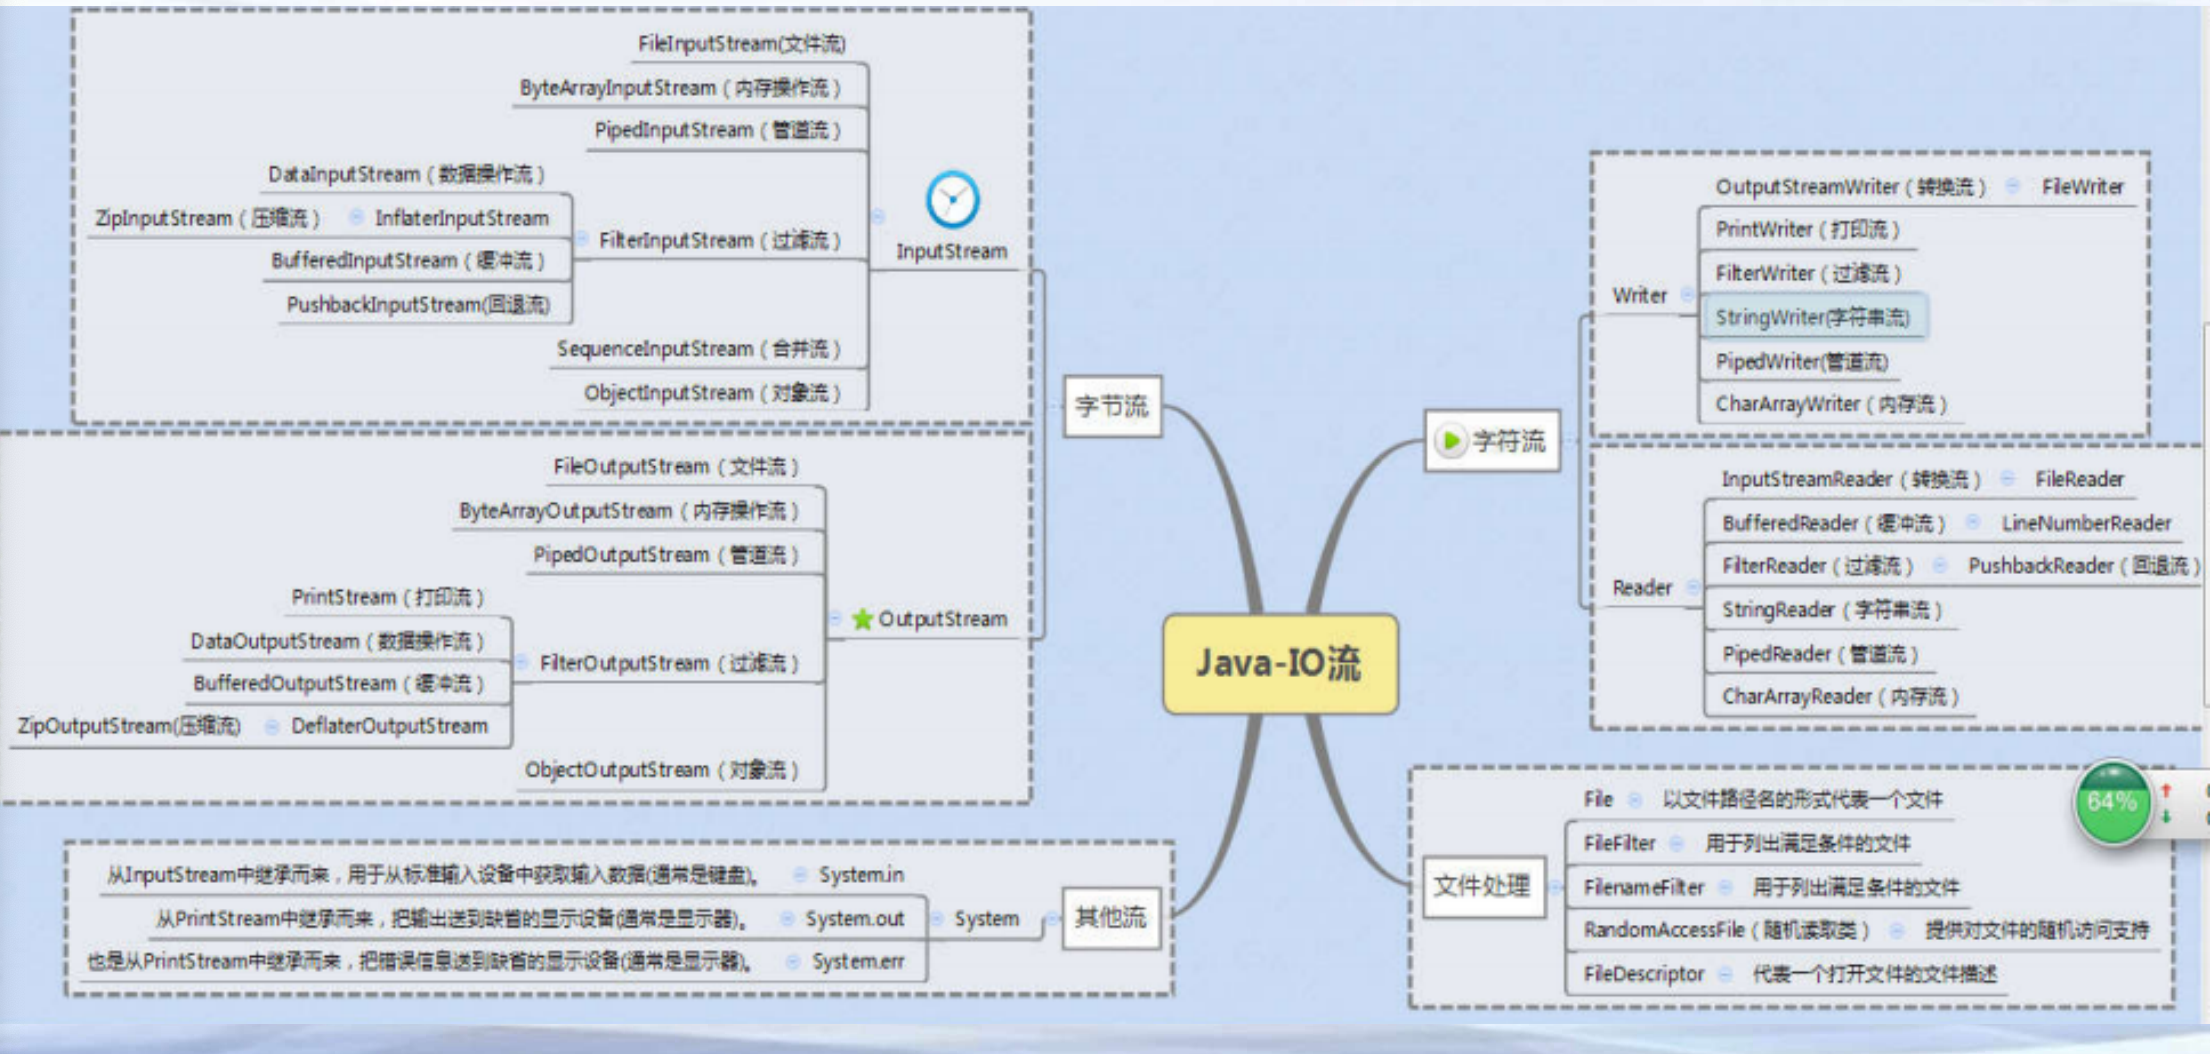 FileInputStream(文件流)
ByteArrayInputStream（内存操作流）
PipedInputStream（管道流）
DataInputStream（数据操作流）
ZipInputStream（压缩流） InflaterInputStream
FilterInputStream（过滤流）
BufferedInputStream（缓冲流）
PushbackInputStream(回退流)
SequenceInputStream（合并流）
ObjectInputStream（对象流）
InputStream
字节流
FileOutputStream（文件流）
ByteArrayOutputStream（内存操作流）
PipedOutputStream（管道流）
PrintStream（打印流）
DataOutputStream（数据操作流）
FilterOutputStream（过滤流）
BufferedOutputStream（缓冲流）
ZipOutputStream(压缩流) DeflaterOutputStream
ObjectOutputStream（对象流）
OutputStream
Java-IO流
字符流
Writer
OutputStreamWriter（转换流） FileWriter
PrintWriter（打印流）
FilterWriter（过滤流）
StringWriter(字符串流)
PipedWriter(管道流)
CharArrayWriter（内存流）
Reader
InputStreamReader（转换流） FileReader
BufferedReader（缓冲流） LineNumberReader
FilterReader（过滤流） PushbackReader（回退流）
StringReader（字符串流）
PipedReader（管道流）
CharArrayReader（内存流）
从InputStream中继承而来，用于从标准输入设备中获取输入数据(通常是键盘)。 System.in
从PrintStream中继承而来，把输出送到缺省的显示设备(通常是显示器)。 System.out
也是从PrintStream中继承而来，把错误信息送到缺省的显示设备(通常是显示器)。 System.err
System
其他流
文件处理
File 以文件路径名的形式代表一个文件
FileFilter 用于列出满足条件的文件
FilenameFilter 用于列出满足条件的文件
RandomAccessFile（随机读取类） 提供对文件的随机访问支持
FileDescriptor 代表一个打开文件的文件描述
64%